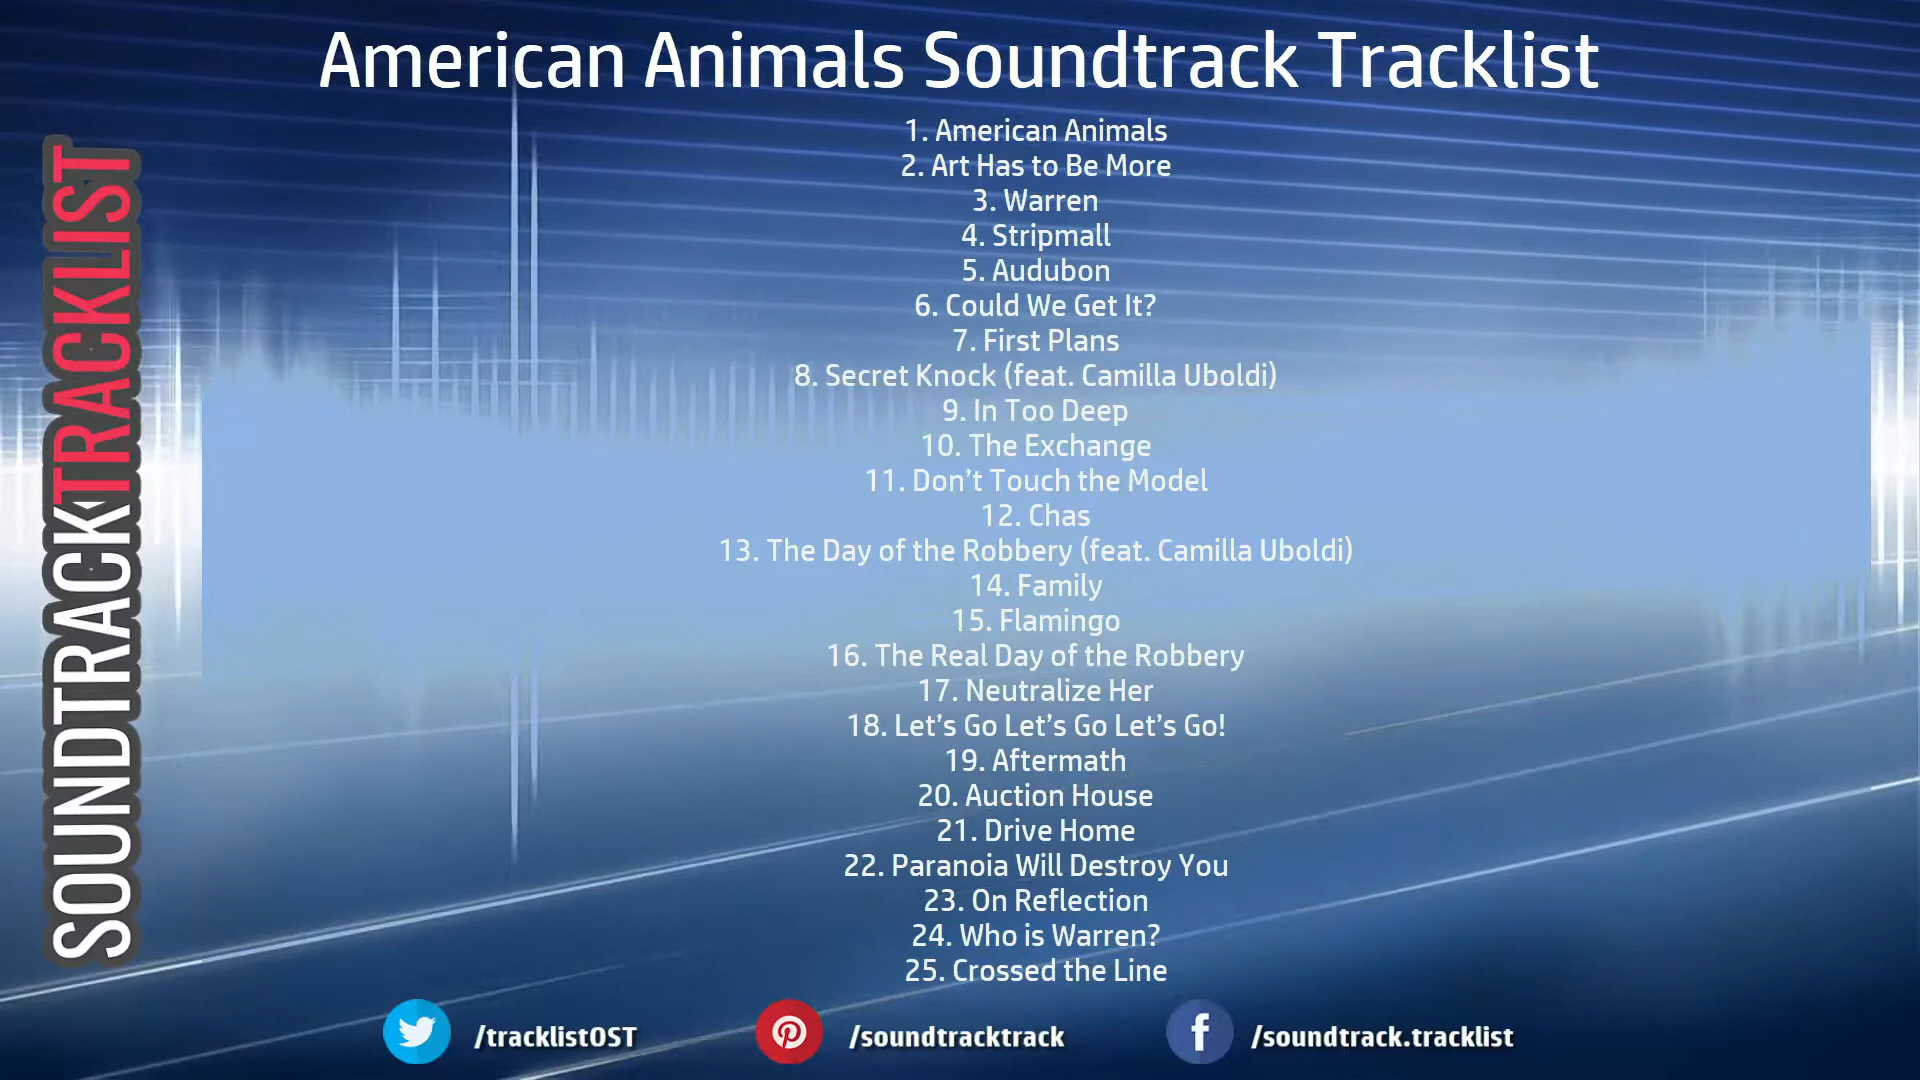 American Animals Soundtrack Tracklist
SOUNDTRACKTRACKLIST
1. American Animals
2. Art Has to Be More
3. Warren
4. Stripmall
5. Audubon
6. Could We Get It?
7. First Plans
8. Secret Knock (feat. Camilla Uboldi)
9. In Too Deep
10. The Exchange
11. Don’t Touch the Model
12. Chas
13. The Day of the Robbery (feat. Camilla Uboldi)
14. Family
15. Flamingo
16. The Real Day of the Robbery
17. Neutralize Her
18. Let’s Go Let’s Go Let’s Go!
19. Aftermath
20. Auction House
21. Drive Home
22. Paranoia Will Destroy You
23. On Reflection
24. Who is Warren?
25. Crossed the Line
/tracklistOST
/soundtracktrack
/soundtrack.tracklist